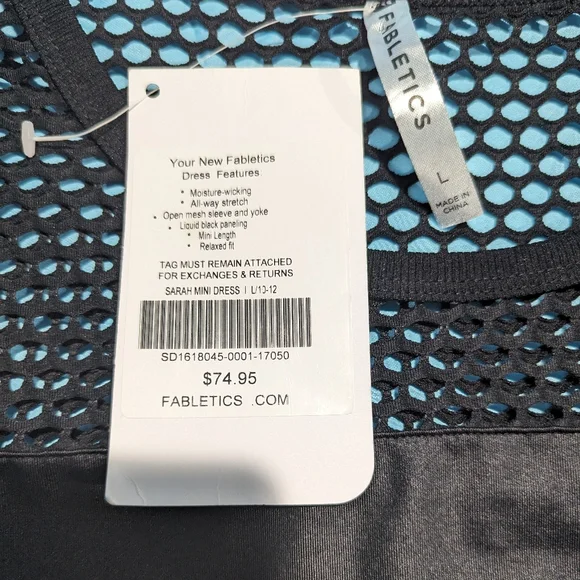 FABLETICS
L
MADE IN
CHINA
Your New Fabletics
Dress Features
• Moisture-wicking
• All-way stretch
• Open mesh sleeve and yoke
• Liquid black paneling
• Mini Length
• Relaxed fit
TAG MUST REMAIN ATTACHED
FOR EXCHANGES & RETURNS
SARAH MINI DRESS | L/10-12
SD1618045-0001-17050
$74.95
FABLETICS .COM